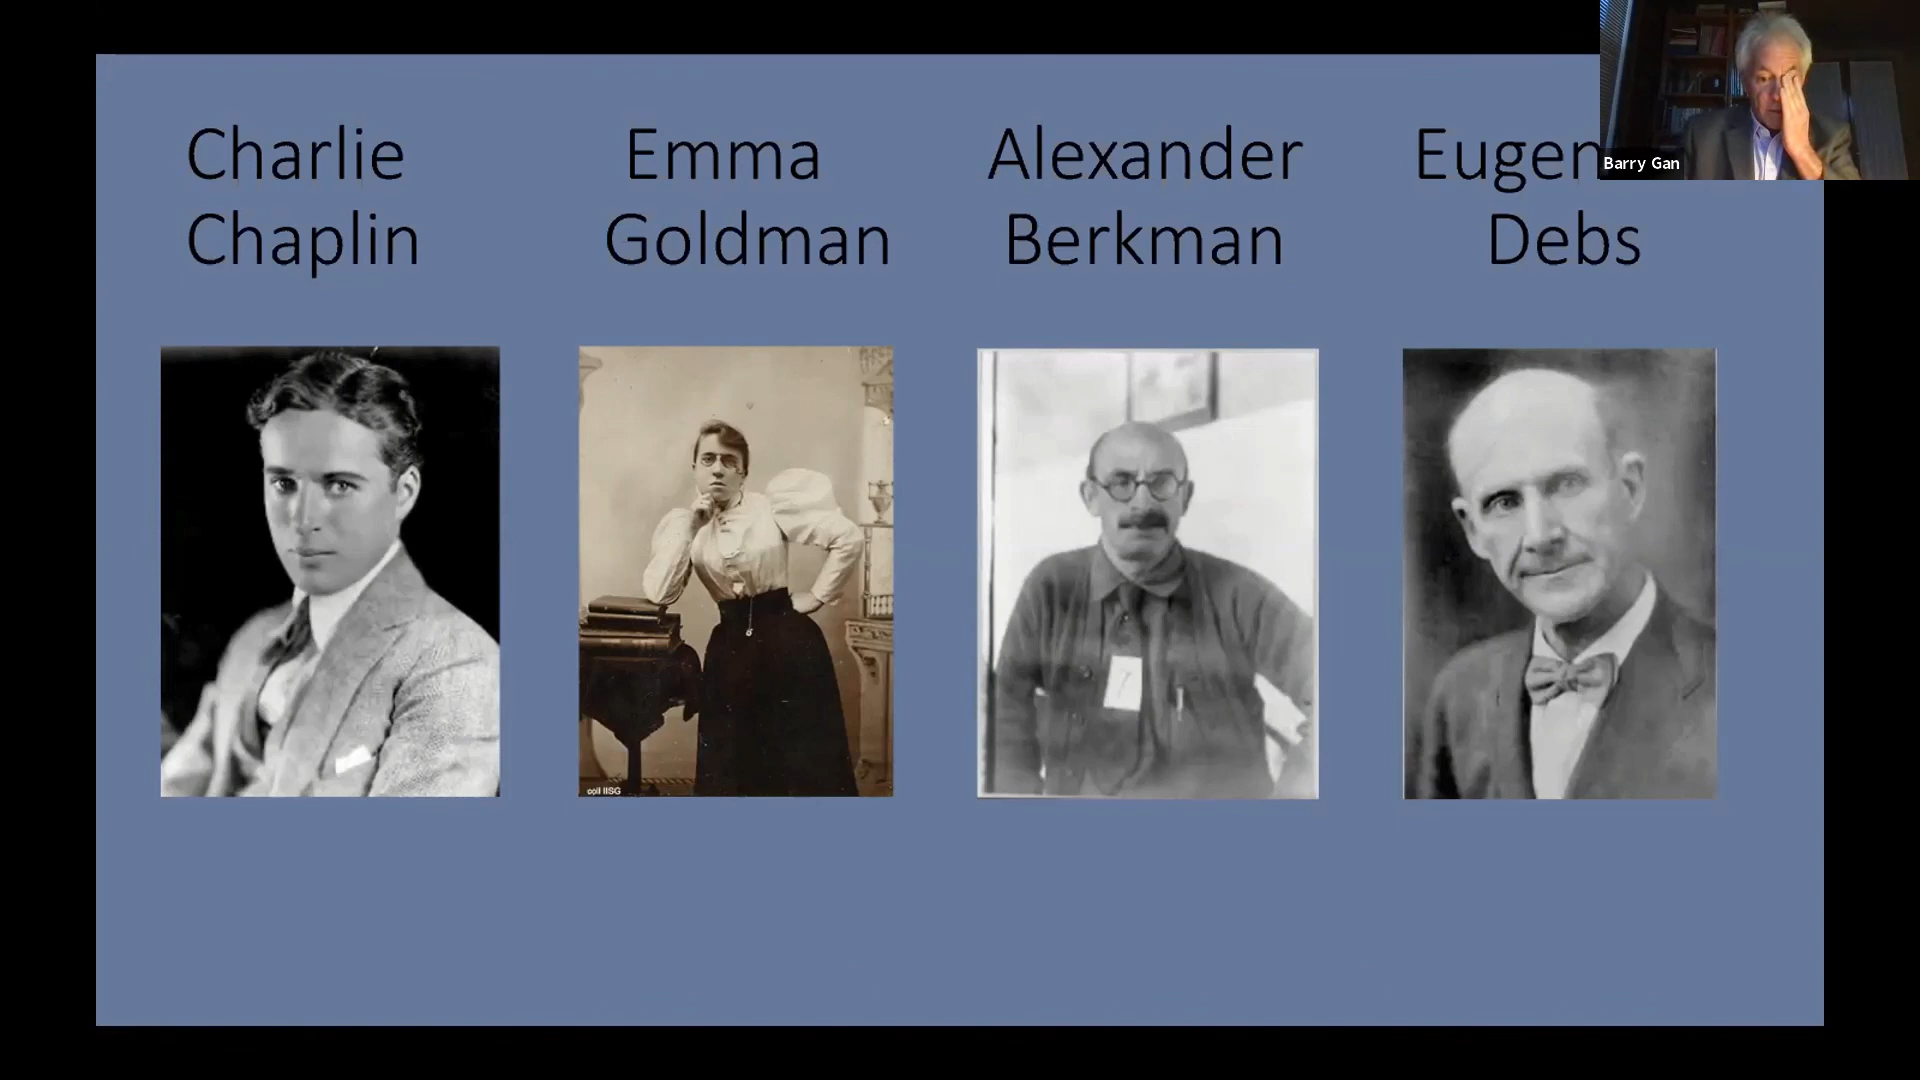 Charlie
Chaplin
Emma
Goldman
Alexander
Berkman
Eugen
Debs
Barry Gan
coll IISG